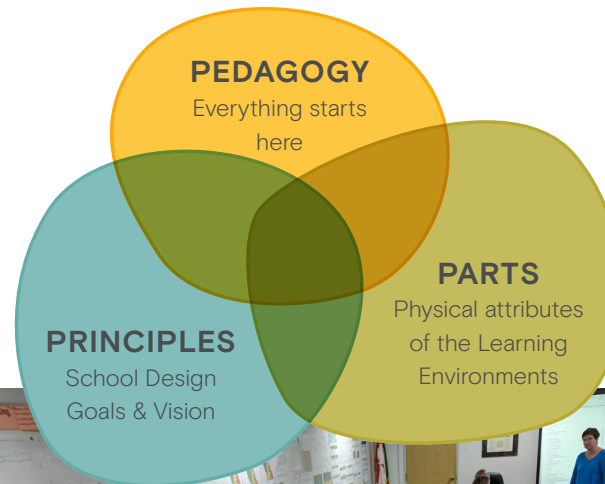 PEDAGOGY
Everything starts
here
PARTS
Physical attributes
of the Learning
Environments
PRINCIPLES
School Design
Goals & Vision